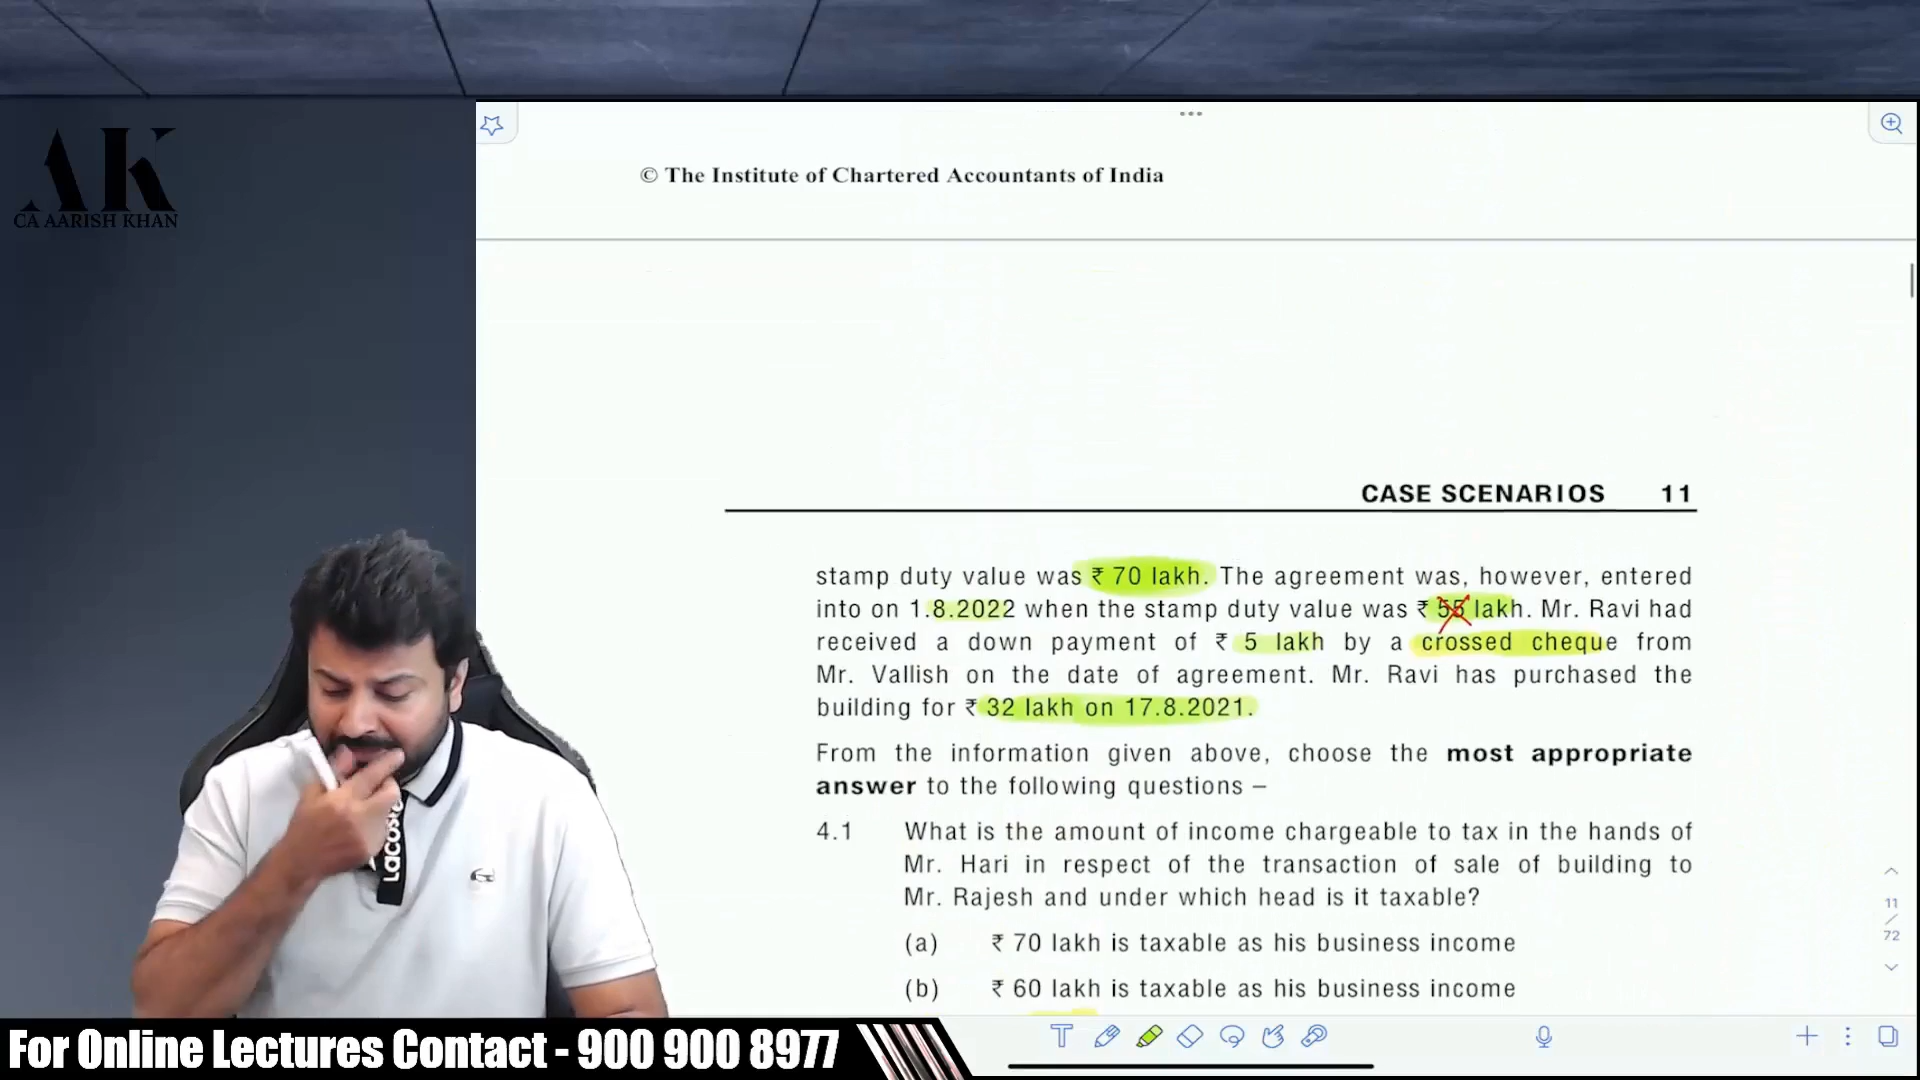 AK
CA AARISH KHAN
© The Institute of Chartered Accountants of India
CASE SCENARIOS 11
stamp duty value was ₹ 70 lakh. The agreement was, however, entered
into on 1.8.2022 when the stamp duty value was ₹ 55 lakh. Mr. Ravi had
received a down payment of ₹ 5 lakh by a crossed cheque from
Mr. Vallish on the date of agreement. Mr. Ravi has purchased the
building for ₹ 32 lakh on 17.8.2021.
From the information given above, choose the most appropriate
answer to the following questions –
4.1 What is the amount of income chargeable to tax in the hands of
Mr. Hari in respect of the transaction of sale of building to
Mr. Rajesh and under which head is it taxable?
(a) ₹ 70 lakh is taxable as his business income
(b) ₹ 60 lakh is taxable as his business income
11
/
72
Lacoste
T
For Online Lectures Contact - 900 900 8977